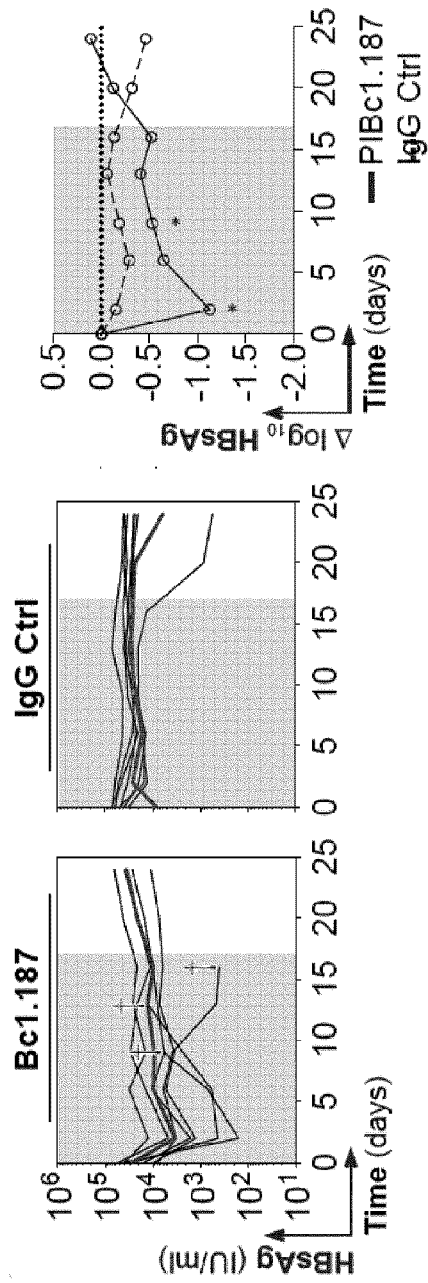 Bc1.187
IgG Ctrl
HBsAg (IU/ml)
10⁶
10⁵
10⁴
10³
10²
10¹
0 5 10 15 20 25
0 5 10 15 20 25
Time (days)
Δ log₁₀ HBsAg
0.5
0.0
-0.5
-1.0
-1.5
-2.0
*
*
0 5 10 15 20 25
Time (days)
PIBc1.187
IgG Ctrl